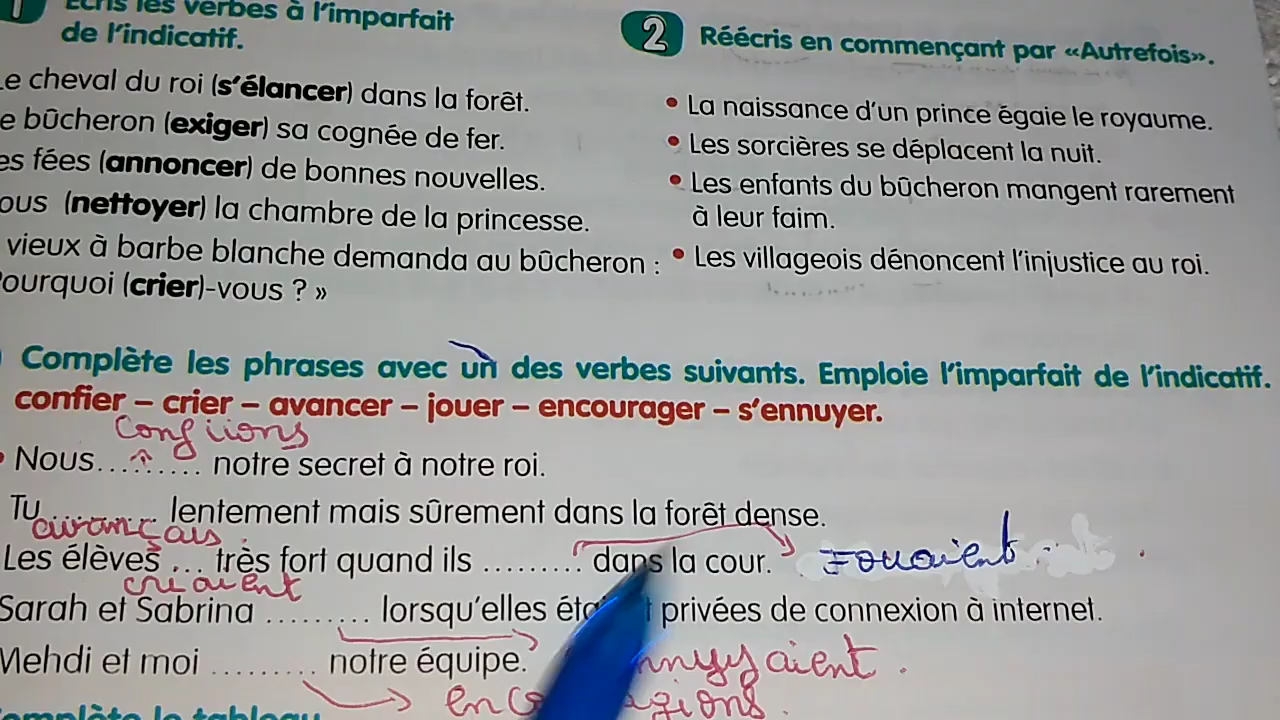 1 Écris les verbes à l'imparfait
de l'indicatif.
Le cheval du roi (s'élancer) dans la forêt.
e bûcheron (exiger) sa cognée de fer.
es fées (annoncer) de bonnes nouvelles.
ous (nettoyer) la chambre de la princesse.
vieux à barbe blanche demanda au bûcheron :
Pourquoi (crier)-vous ? »
2 Réécris en commençant par «Autrefois».
• La naissance d'un prince égaie le royaume.
• Les sorcières se déplacent la nuit.
• Les enfants du bûcheron mangent rarement
à leur faim.
• Les villageois dénoncent l'injustice au roi.
Complète les phrases avec un des verbes suivants. Emploie l'imparfait de l'indicatif.
confier – crier – avancer – jouer – encourager – s'ennuyer.
confiions
• Nous......... notre secret à notre roi.
Tu ......... lentement mais sûrement dans la forêt dense.
avançais
Les élèves ... très fort quand ils ......... dans la cour. Jouaient
criaient
Sarah et Sabrina ......... lorsqu'elles privées de connexion à internet.
Mehdi et moi ......... notre équipe.